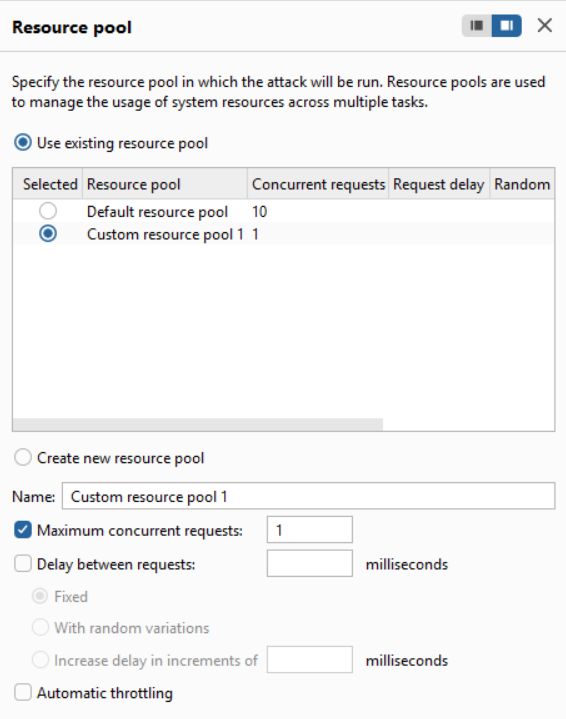 Resource pool
Specify the resource pool in which the attack will be run. Resource pools are used
to manage the usage of system resources across multiple tasks.
Use existing resource pool
Selected Resource pool Concurrent requests Request delay Random
Default resource pool 10
Custom resource pool 1 1
Create new resource pool
Name: Custom resource pool 1
Maximum concurrent requests: 1
Delay between requests: milliseconds
Fixed
With random variations
Increase delay in increments of milliseconds
Automatic throttling